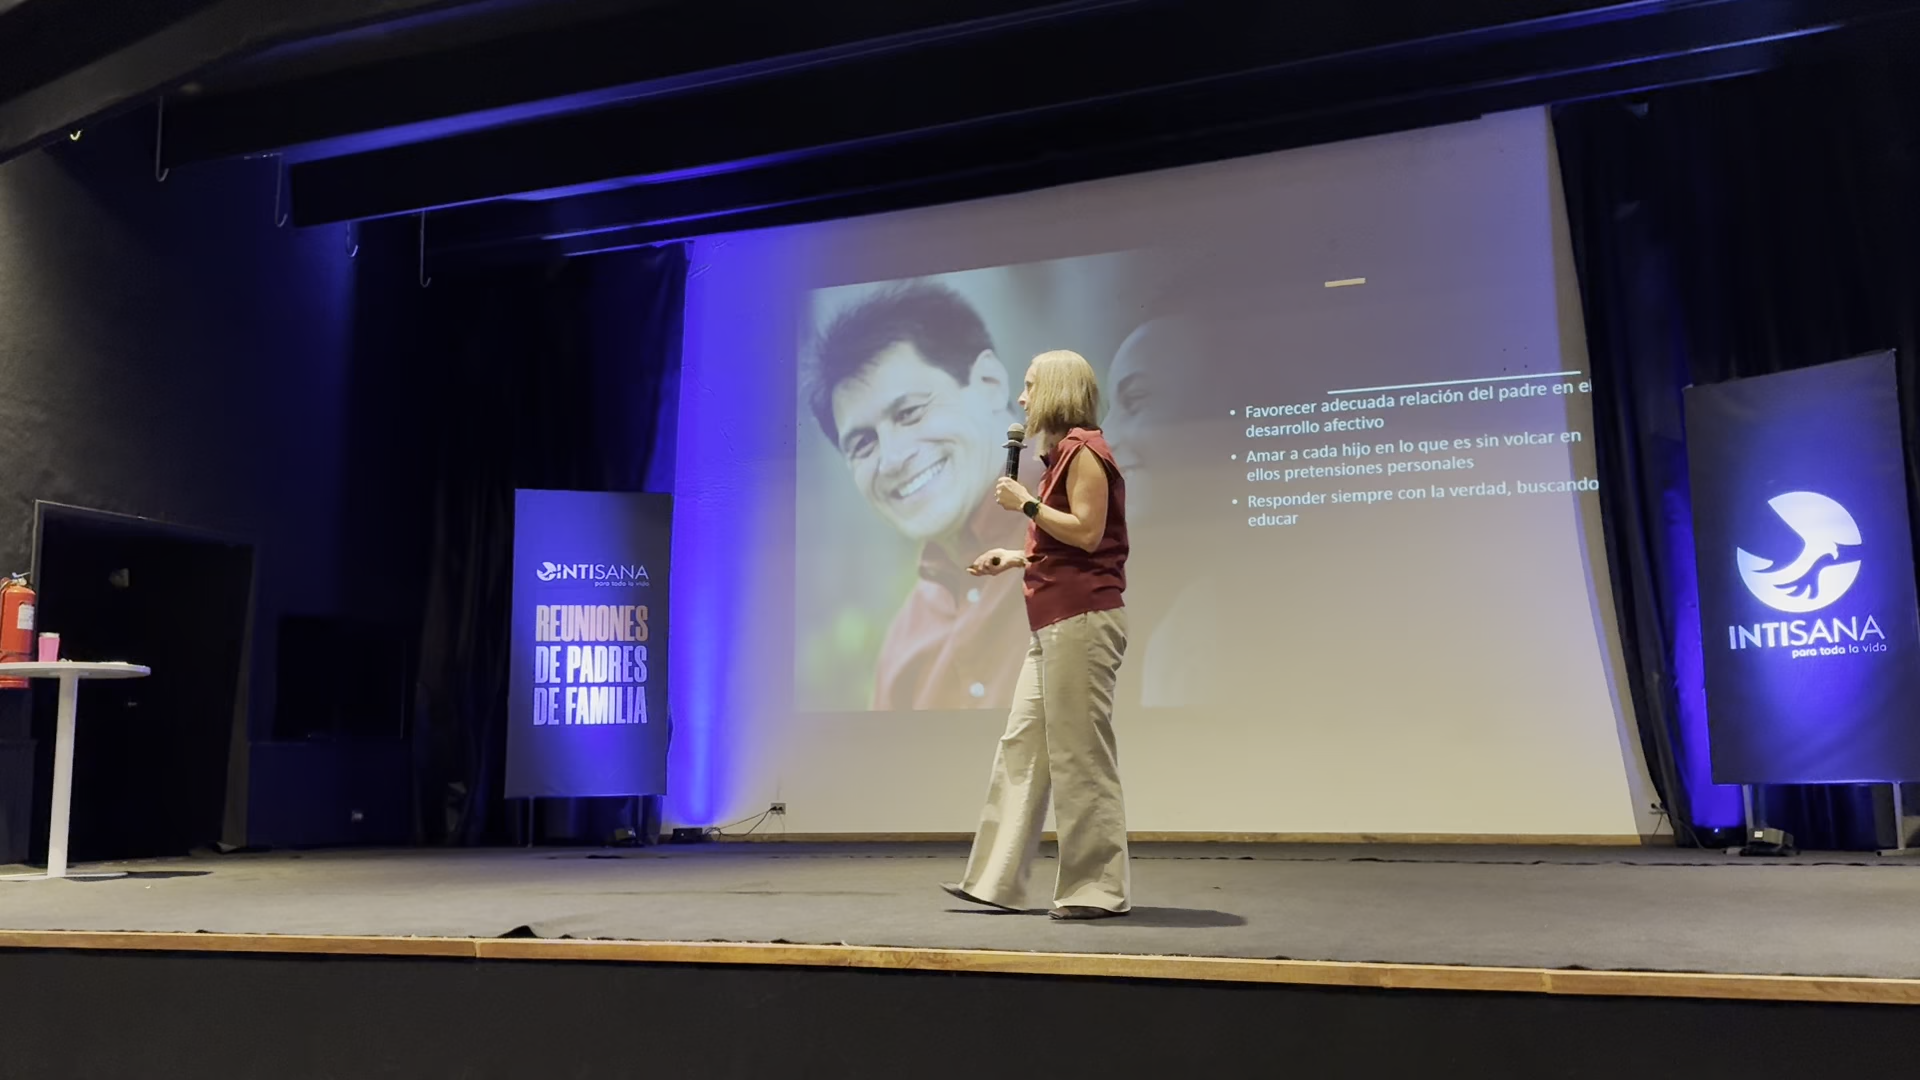 INTISANA
para toda la vida
REUNIONES
DE PADRES
DE FAMILIA
• Favorecer adecuada relación del padre en el
desarrollo afectivo
• Amar a cada hijo en lo que es sin volcar en
ellos pretensiones personales
• Responder siempre con la verdad, buscando
educar
INTISANA
para toda la vida